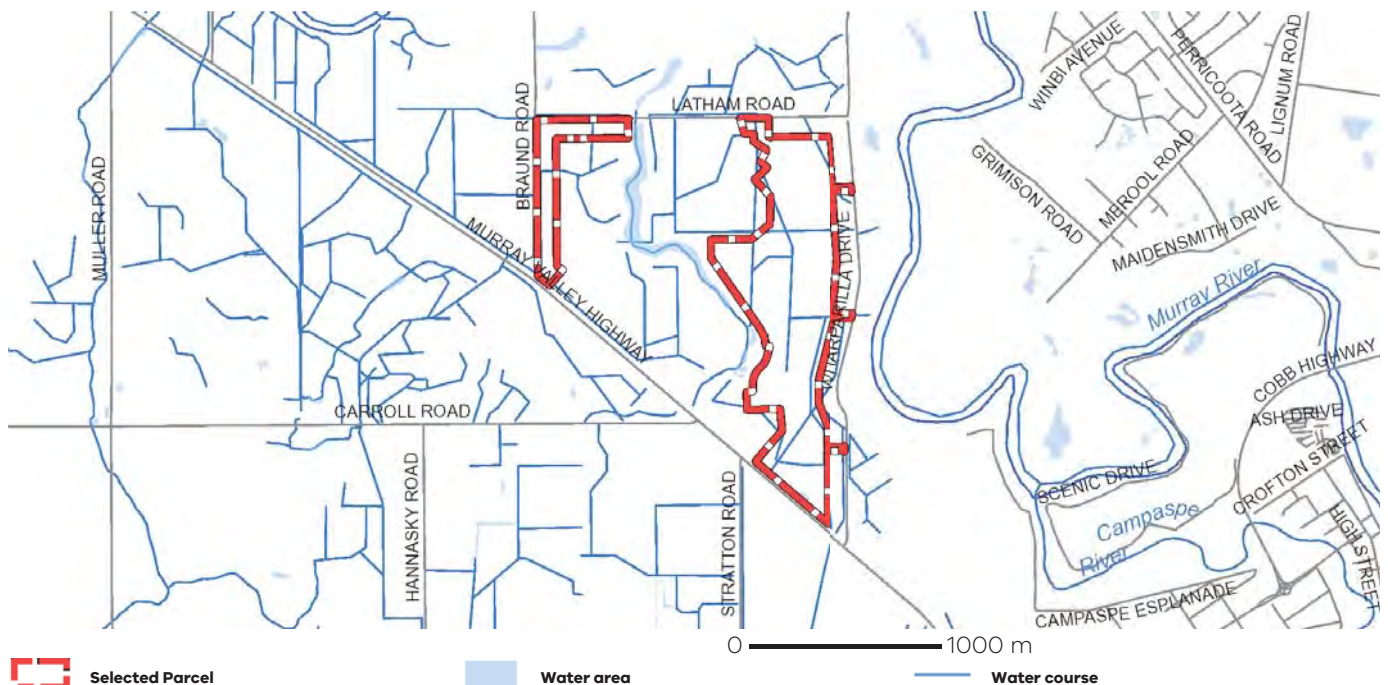 WINBI AVENUE
PERRICOOTA ROAD
LIGNUM ROAD
LATHAM ROAD
BRAUND ROAD
GRIMISON ROAD
MEROOL ROAD
MULLER ROAD
MURRAY VALLEY HIGHWAY
WHARPARILLA DRIVE
MAIDENSMITH DRIVE
Murray River
COBB HIGHWAY
CARROLL ROAD
ASH DRIVE
CROFTON STREET
SCENIC DRIVE
Campaspe
River
HIGH STREET
HANNASKY ROAD
STRATTON ROAD
CAMPASPE ESPLANADE
0 1000 m
Selected Parcel Water area Water course